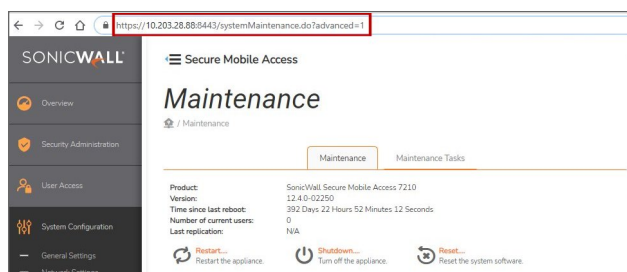 https://10.203.28.88:8443/systemMaintenance.do?advanced=1
SONICWALL
Secure Mobile Access
Maintenance
/ Maintenance
Overview
Security Administration
User Access
System Configuration
General Settings
Network Settings
Maintenance
Maintenance Tasks
Product: SonicWall Secure Mobile Access 7210
Version: 12.4.0-02250
Time since last reboot: 392 Days 22 Hours 52 Minutes 12 Seconds
Number of current users: 0
Last replication: N/A
Restart... Shutdown... Reset...
Restart the appliance. Turn off the appliance. Reset the system software.